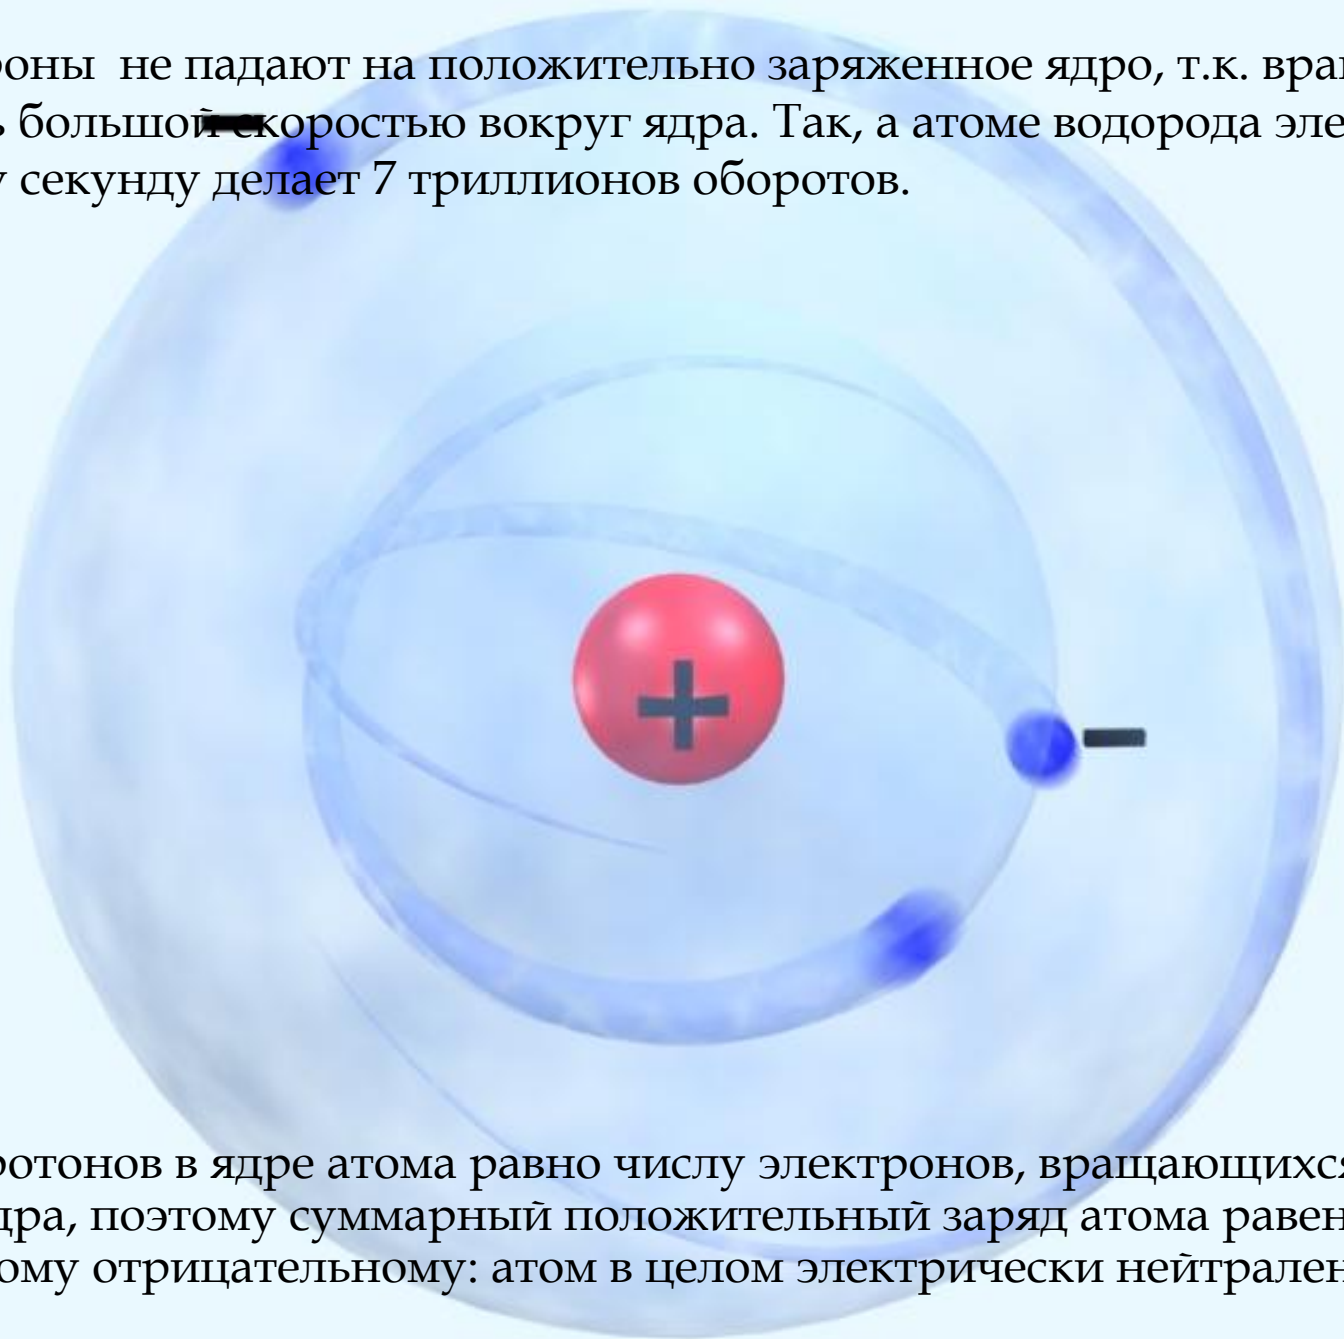 роны не падают на положительно заряженное ядро, т.к. вра
ь большой скоростью вокруг ядра. Так, а атоме водорода эле
у секунду делает 7 триллионов оборотов.
+
−
ротонов в ядре атома равно числу электронов, вращающихся
дра, поэтому суммарный положительный заряд атома равен
ому отрицательному: атом в целом электрически нейтрален